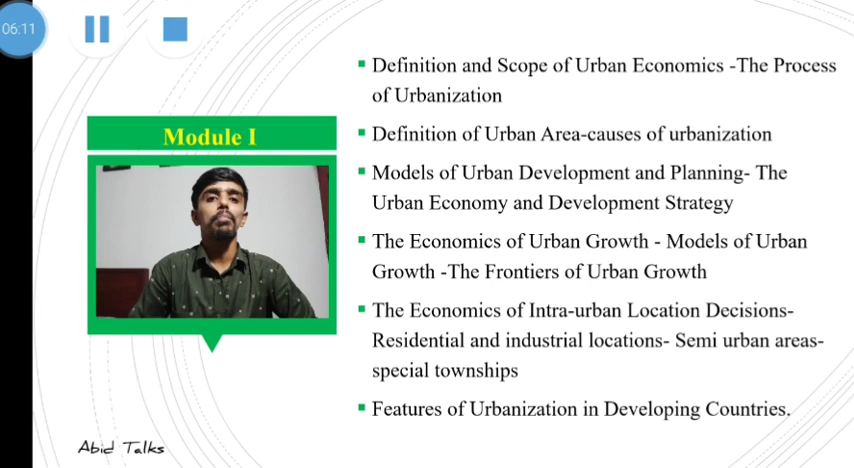 06:11
Module I
▪ Definition and Scope of Urban Economics -The Process
of Urbanization
▪ Definition of Urban Area-causes of urbanization
▪ Models of Urban Development and Planning- The
Urban Economy and Development Strategy
▪ The Economics of Urban Growth - Models of Urban
Growth -The Frontiers of Urban Growth
▪ The Economics of Intra-urban Location Decisions-
Residential and industrial locations- Semi urban areas-
special townships
▪ Features of Urbanization in Developing Countries.
Abid Talks